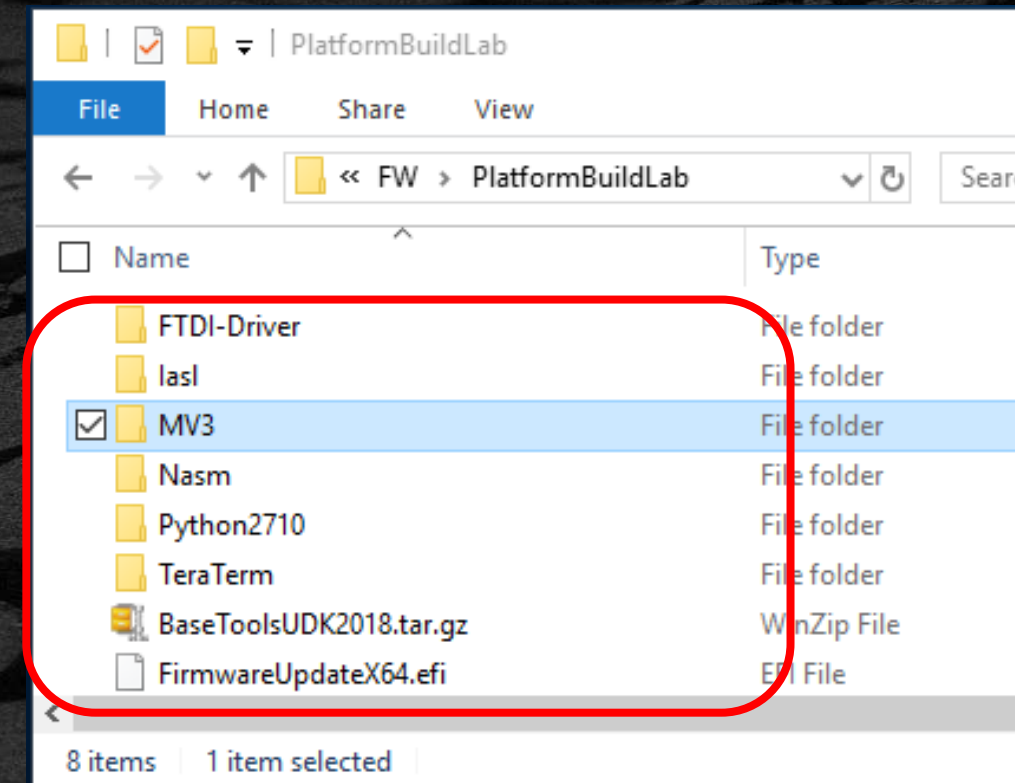 PlatformBuildLab
File Home Share View
« FW › PlatformBuildLab Sear
Name Type
FTDI-Driver File folder
Iasl File folder
MV3 File folder
Nasm File folder
Python2710 File folder
TeraTerm File folder
BaseToolsUDK2018.tar.gz WinZip File
FirmwareUpdateX64.efi EFI File
8 items 1 item selected